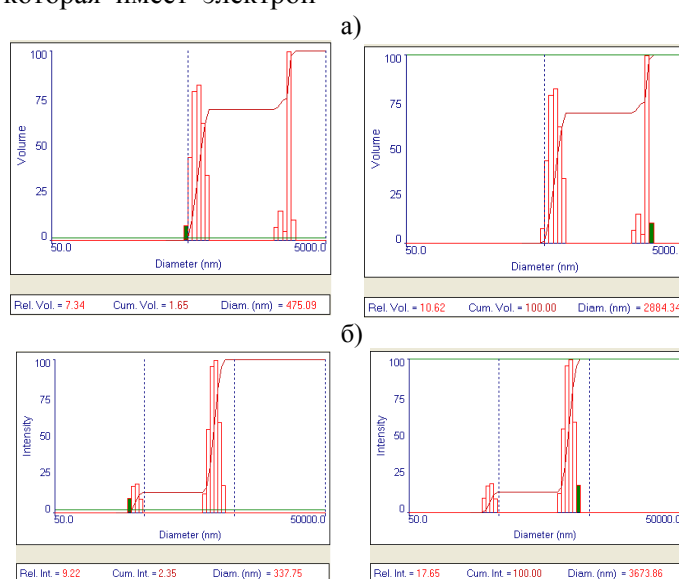 которая имеет электрон-
а)
100
75
50
25
0
Volume
50.0
5000.0
Diameter (nm)
Rel. Vol. = 7.34 Cum. Vol. = 1.65 Diam. (nm) = 475.09
100
75
50
25
0
Volume
50.0
5000.
Diameter (nm)
Rel. Vol. = 10.62 Cum. Vol. = 100.00 Diam. (nm) = 2884.34
б)
100
75
50
25
0
Intensity
50.0
50000.0
Diameter (nm)
Rel. Int. = 9.22 Cum. Int. = 2.35 Diam. (nm) = 337.75
100
75
50
25
0
Intensity
50.0
50000.
Diameter (nm)
Rel. Int. = 17.65 Cum. Int. = 100.00 Diam. (nm) = 3673.86